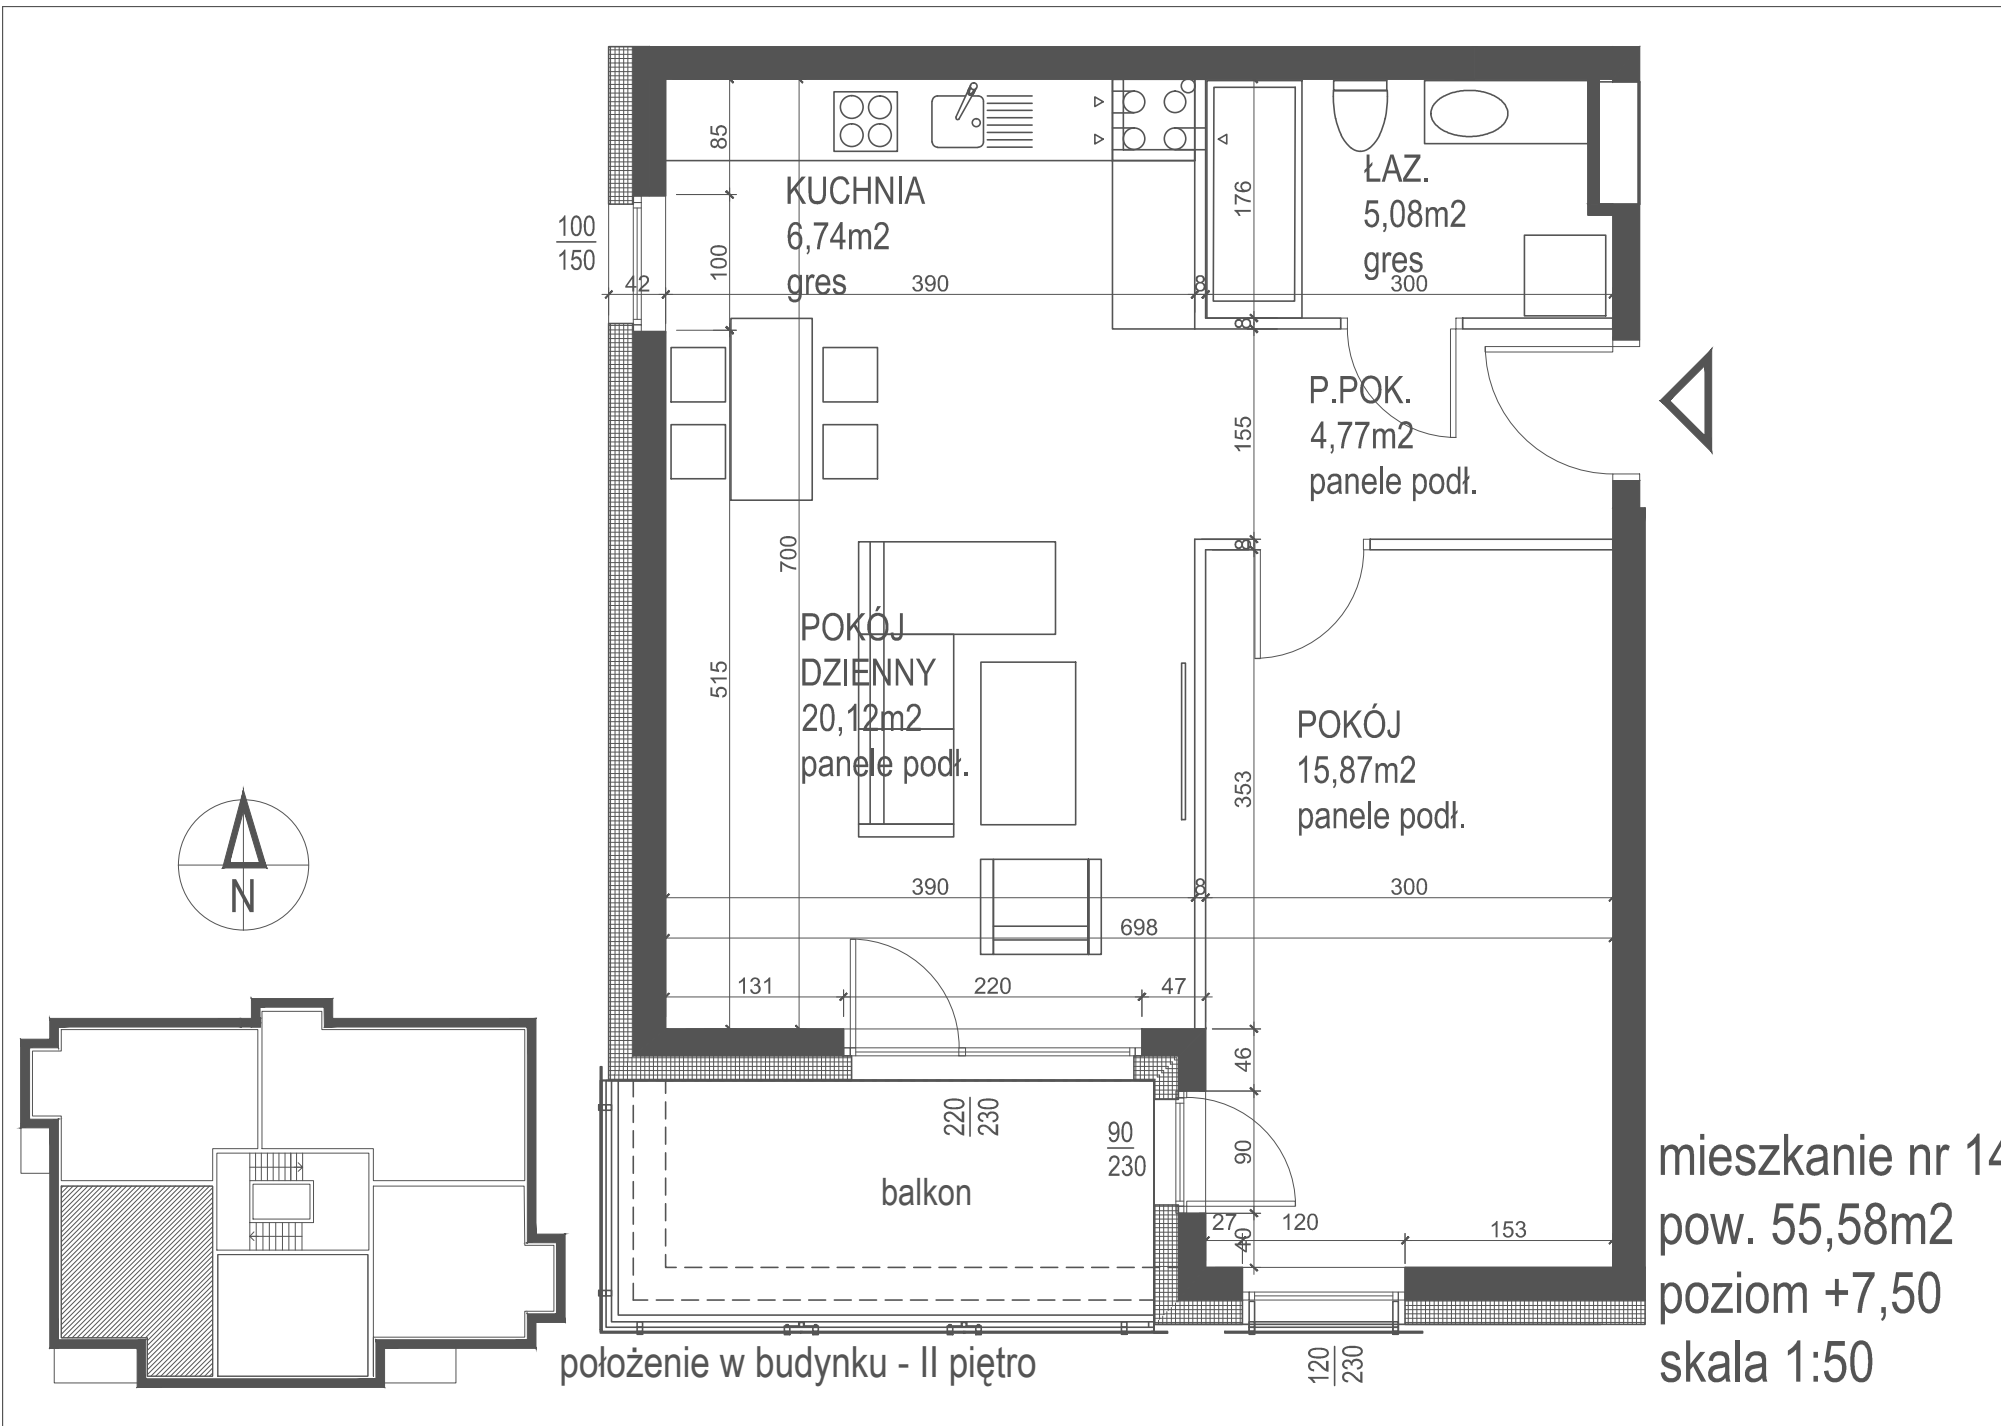 85
176
KUCHNIA
6,74m2
gres
ŁAZ.
5,08m2
gres
100
150
100
42
390
8
300
8
P.POK.
4,77m2
panele podł.
155
8
700
515
POKÓJ
DZIENNY
20,12m2
panele podł.
POKÓJ
15,87m2
panele podł.
353
N
390
8
300
698
131
220
47
46
220
230
90
230
90
balkon
27
120
153
40
mieszkanie nr 14
pow. 55,58m2
poziom +7,50
skala 1:50
położenie w budynku - II piętro
120
230